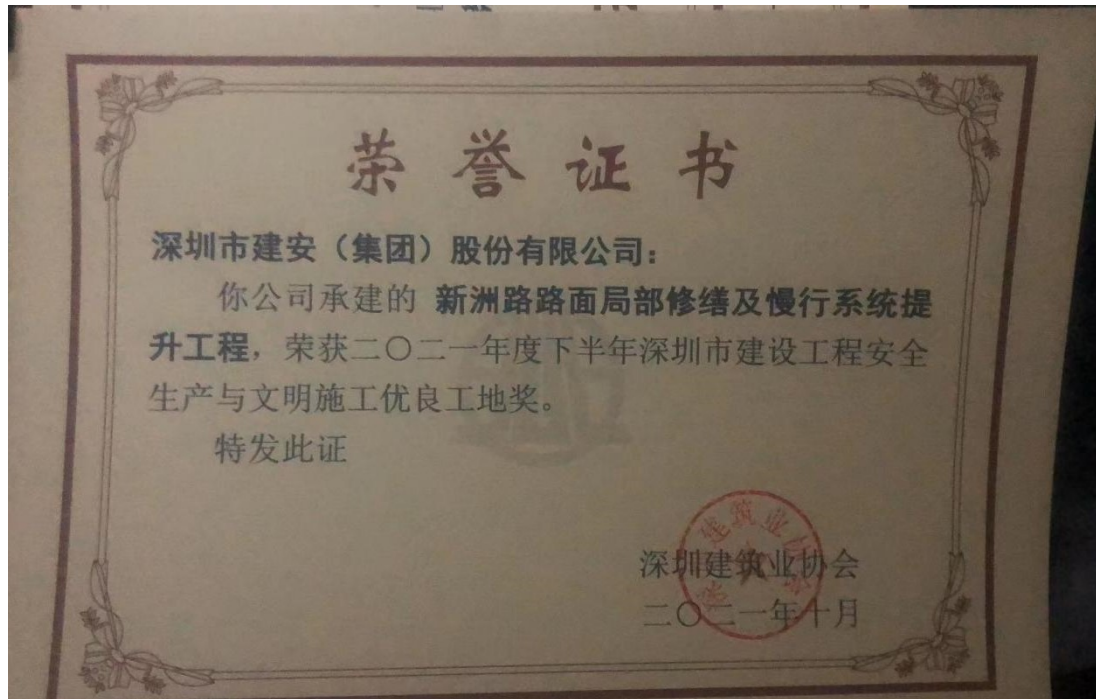 荣誉证书
深圳市建安（集团）股份有限公司：
你公司承建的 新洲路路面局部修缮及慢行系统提
升工程，荣获二〇二一年度下半年深圳市建设工程安全
生产与文明施工优良工地奖。
特发此证
深圳建筑业协会
二〇二一年十月